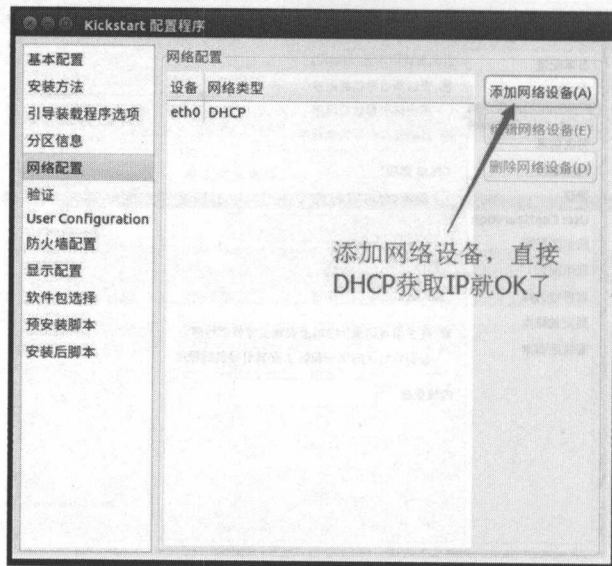 Kickstart 配置程序
基本配置
安装方法
引导装载程序选项
分区信息
网络配置
验证
User Configuration
防火墙配置
显示配置
软件包选择
预安装脚本
安装后脚本
网络配置
设备 网络类型
eth0 DHCP
添加网络设备(A)
编辑网络设备(E)
删除网络设备(D)
添加网络设备，直接
DHCP获取IP就OK了